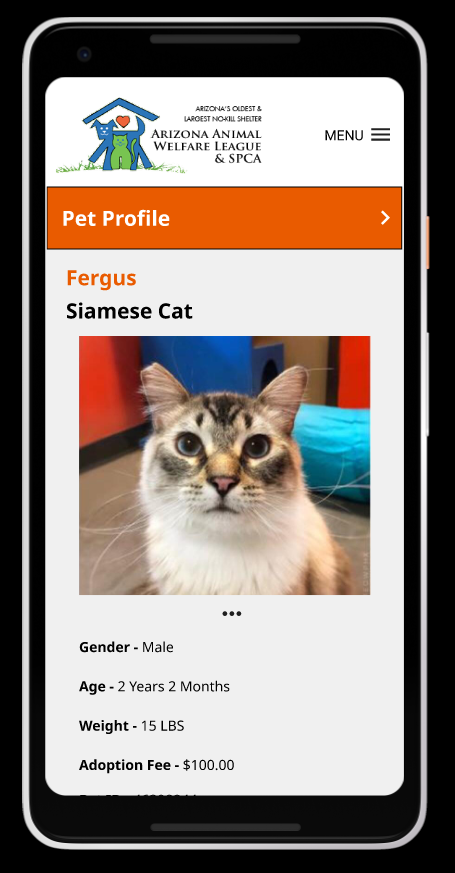 ARIZONA'S OLDEST &
LARGEST NO-KILL SHELTER
ARIZONA ANIMAL
WELFARE LEAGUE
& SPCA
MENU
Pet Profile
Fergus
Siamese Cat
Gender - Male
Age - 2 Years 2 Months
Weight - 15 LBS
Adoption Fee - $100.00